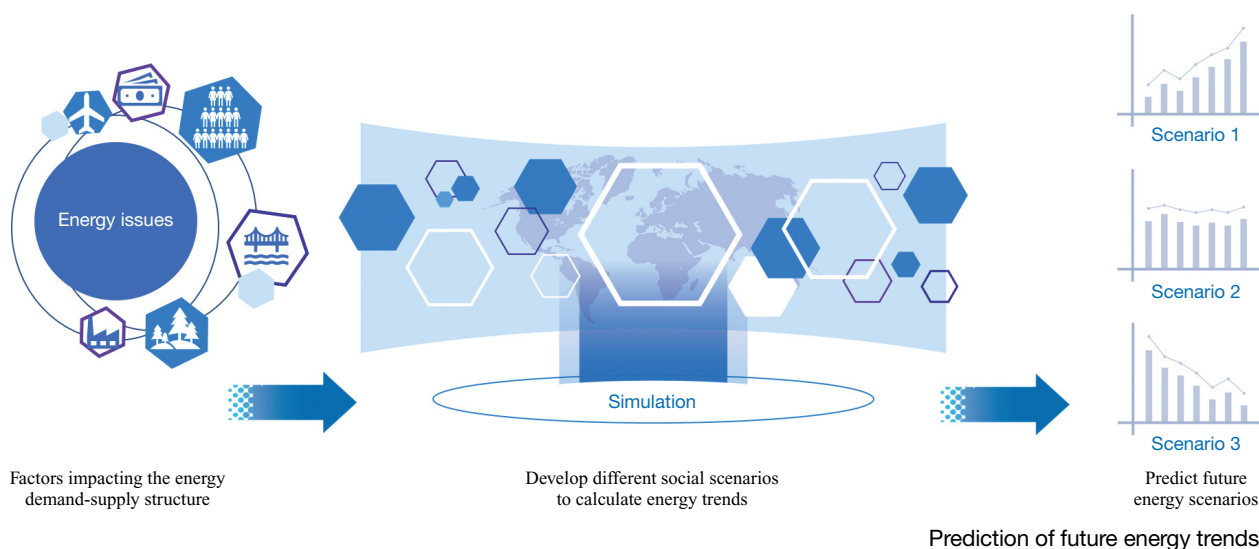 Energy issues
Simulation
Scenario 1
Scenario 2
Scenario 3
Factors impacting the energy
demand-supply structure
Develop different social scenarios
to calculate energy trends
Predict future
energy scenarios
Prediction of future energy trends